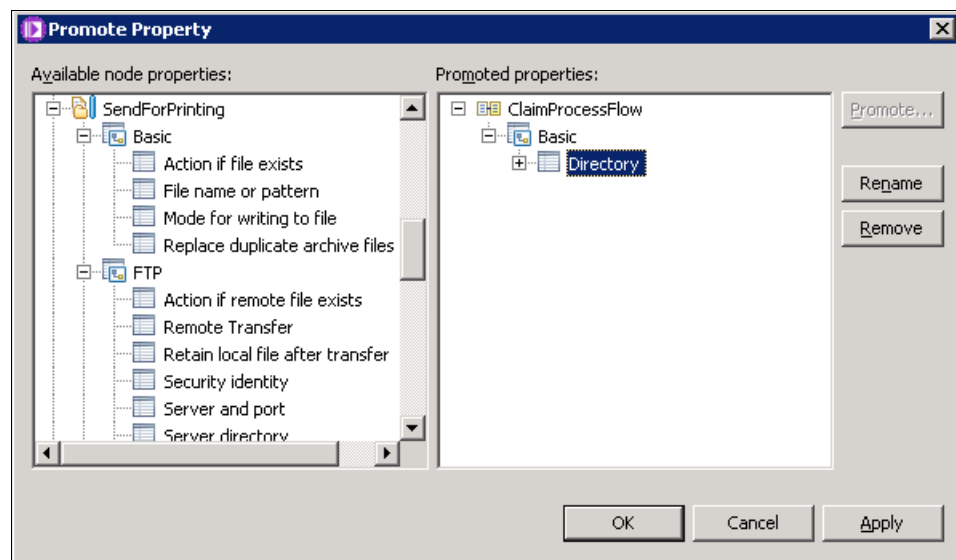 Promote Property
Available node properties:
SendForPrinting
Basic
Action if file exists
File name or pattern
Mode for writing to file
Replace duplicate archive files
FTP
Action if remote file exists
Remote Transfer
Retain local file after transfer
Security identity
Server and port
Server directory
Promoted properties:
ClaimProcessFlow
Basic
Directory
Promote...
Rename
Remove
OK
Cancel
Apply